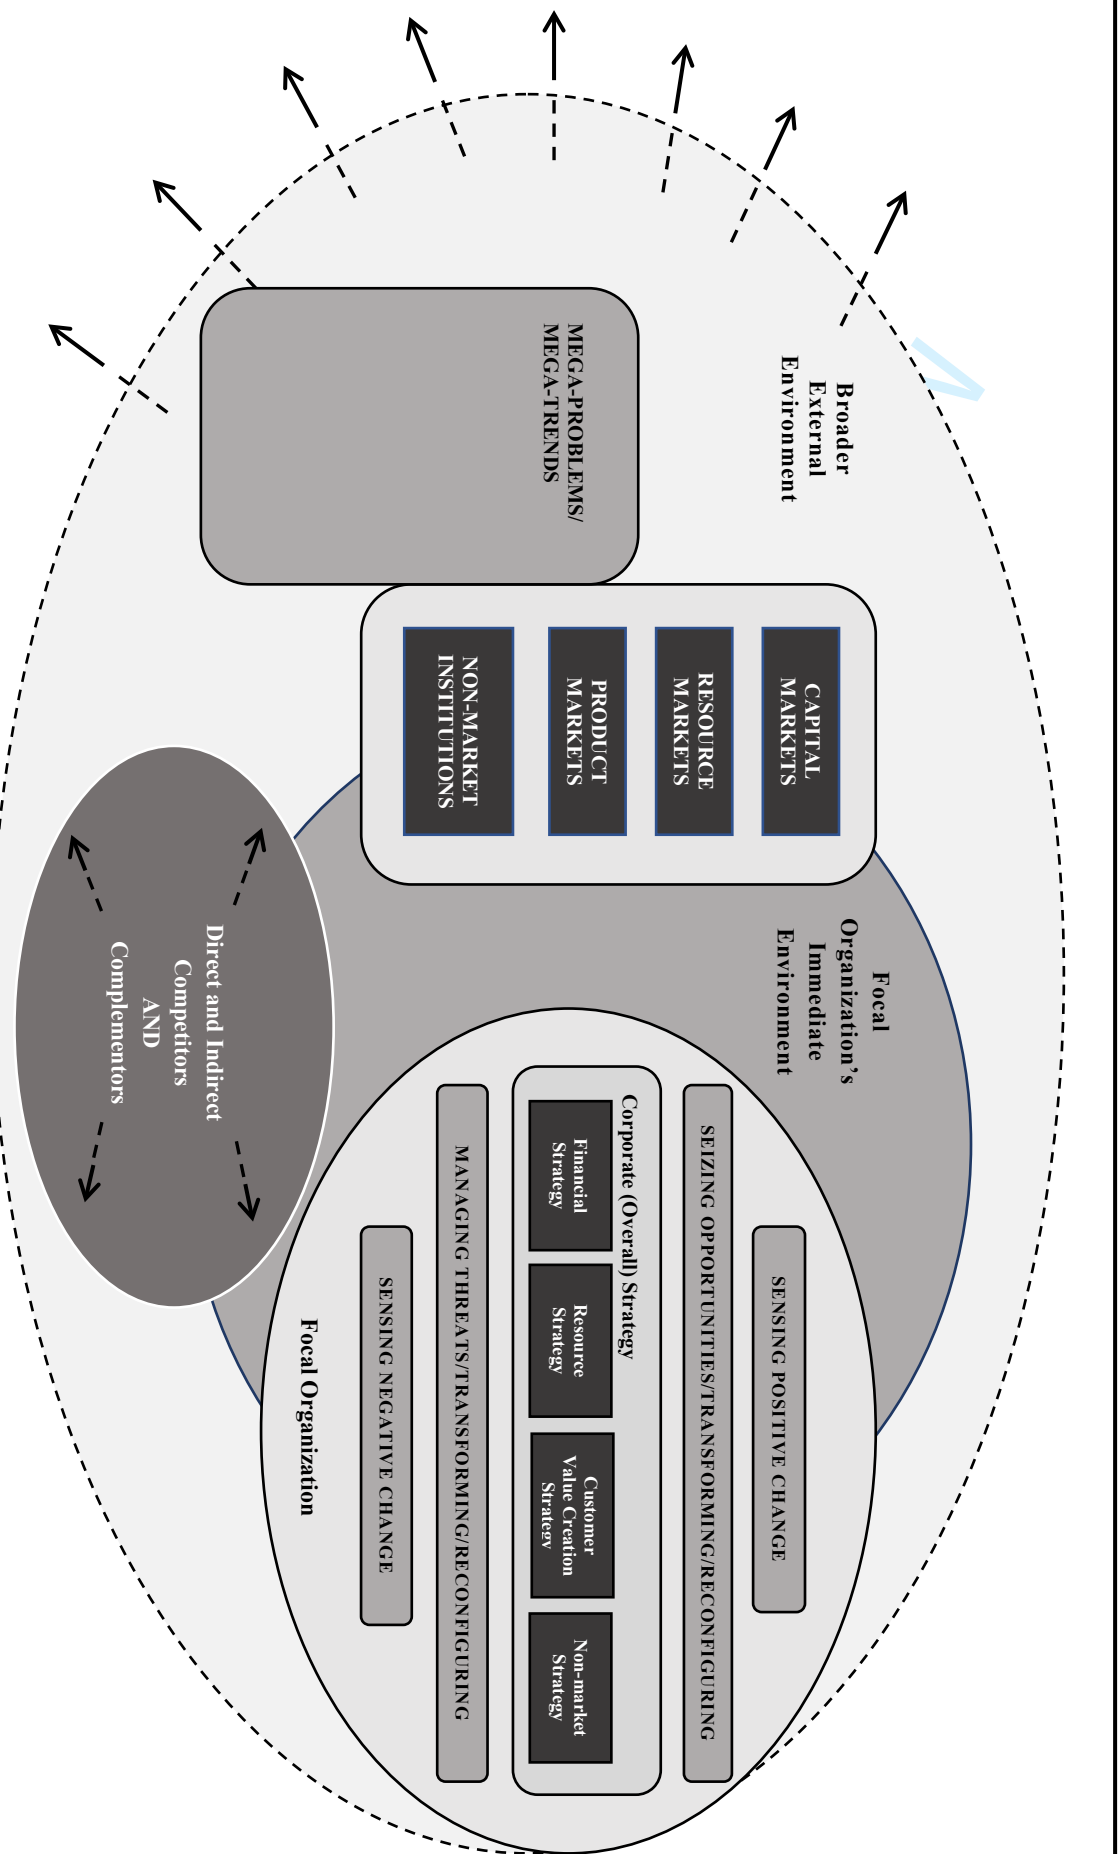 Broader
External
Environment
MEGA-PROBLEMS/
MEGA-TRENDS
CAPITAL
MARKETS
RESOURCE
MARKETS
PRODUCT
MARKETS
NON-MARKET
INSTITUTIONS
Focal
Organization’s
Immediate
Environment
Direct and Indirect
Competitors
AND
Complementors
SENSING POSITIVE CHANGE
SEIZING OPPORTUNITIES/TRANSFORMING/RECONFIGURING
Corporate (Overall) Strategy
Financial
Strategy
Resource
Strategy
Customer
Value Creation
Strategy
Non-market
Strategy
MANAGING THREATS/TRANSFORMING/RECONFIGURING
SENSING NEGATIVE CHANGE
Focal Organization